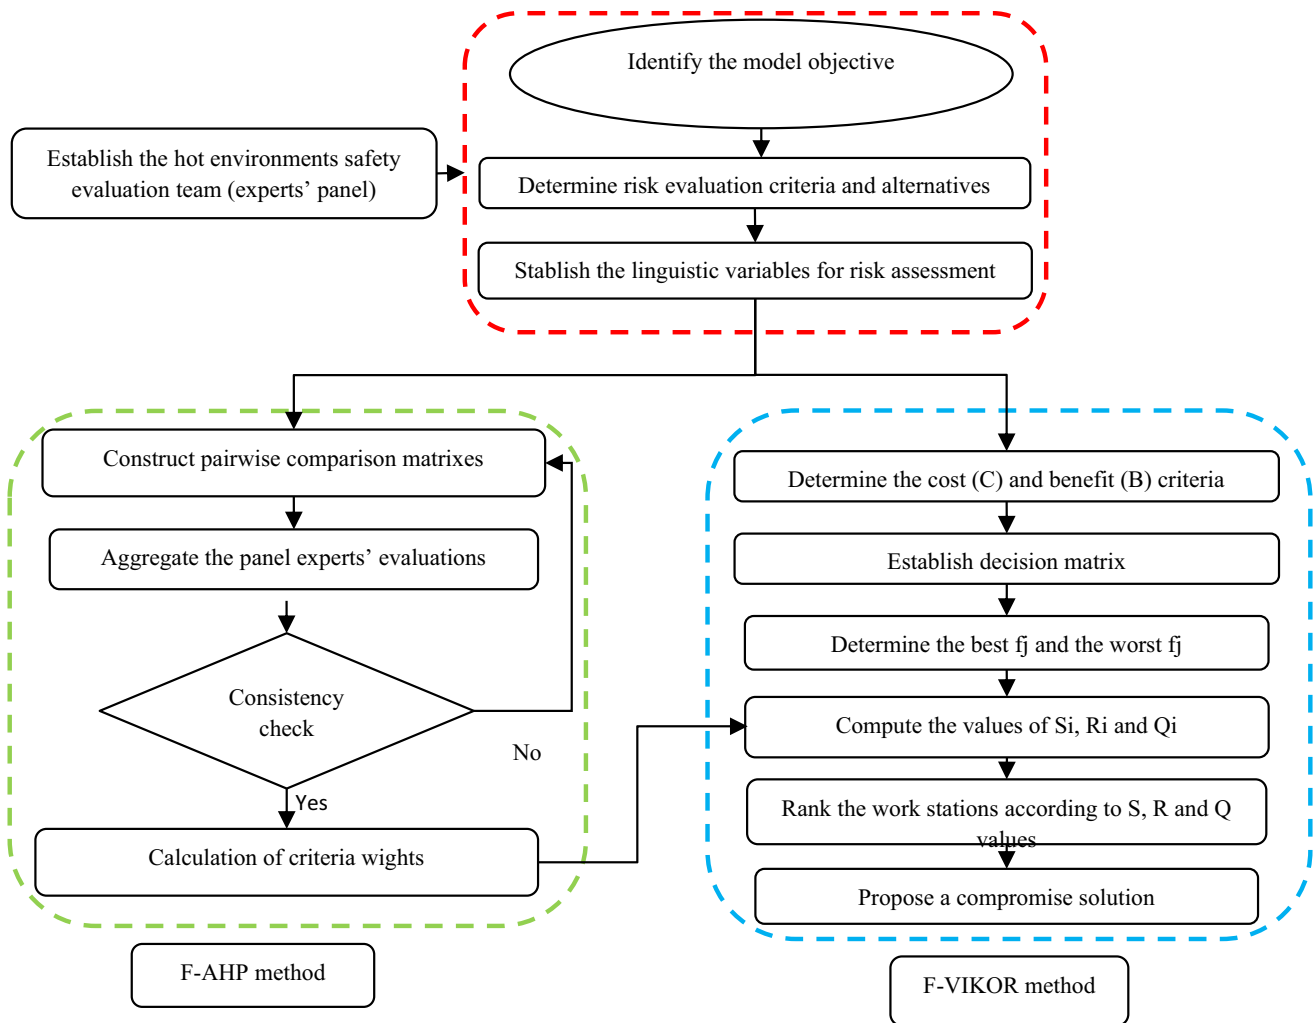 Identify the model objective
Establish the hot environments safety
evaluation team (experts’ panel)
Determine risk evaluation criteria and alternatives
Stablish the linguistic variables for risk assessment
Construct pairwise comparison matrixes
Aggregate the panel experts’ evaluations
Consistency
check
No
Yes
Calculation of criteria wights
F-AHP method
Determine the cost (C) and benefit (B) criteria
Establish decision matrix
Determine the best fj and the worst fj
Compute the values of Si, Ri and Qi
Rank the work stations according to S, R and Q
values
Propose a compromise solution
F-VIKOR method